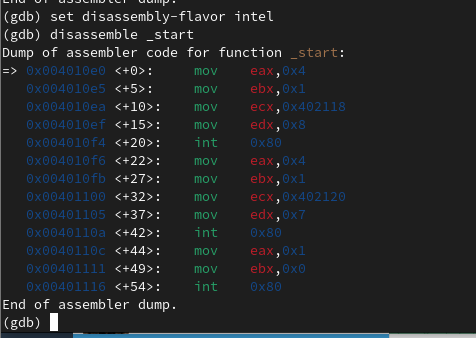 End of assembler dump.
(gdb) set disassembly-flavor intel
(gdb) disassemble _start
Dump of assembler code for function _start:
=> 0x004010e0 <+0>: mov eax,0x4
0x004010e5 <+5>: mov ebx,0x1
0x004010ea <+10>: mov ecx,0x402118
0x004010ef <+15>: mov edx,0x8
0x004010f4 <+20>: int 0x80
0x004010f6 <+22>: mov eax,0x4
0x004010fb <+27>: mov ebx,0x1
0x00401100 <+32>: mov ecx,0x402120
0x00401105 <+37>: mov edx,0x7
0x0040110a <+42>: int 0x80
0x0040110c <+44>: mov eax,0x1
0x00401111 <+49>: mov ebx,0x0
0x00401116 <+54>: int 0x80
End of assembler dump.
(gdb)